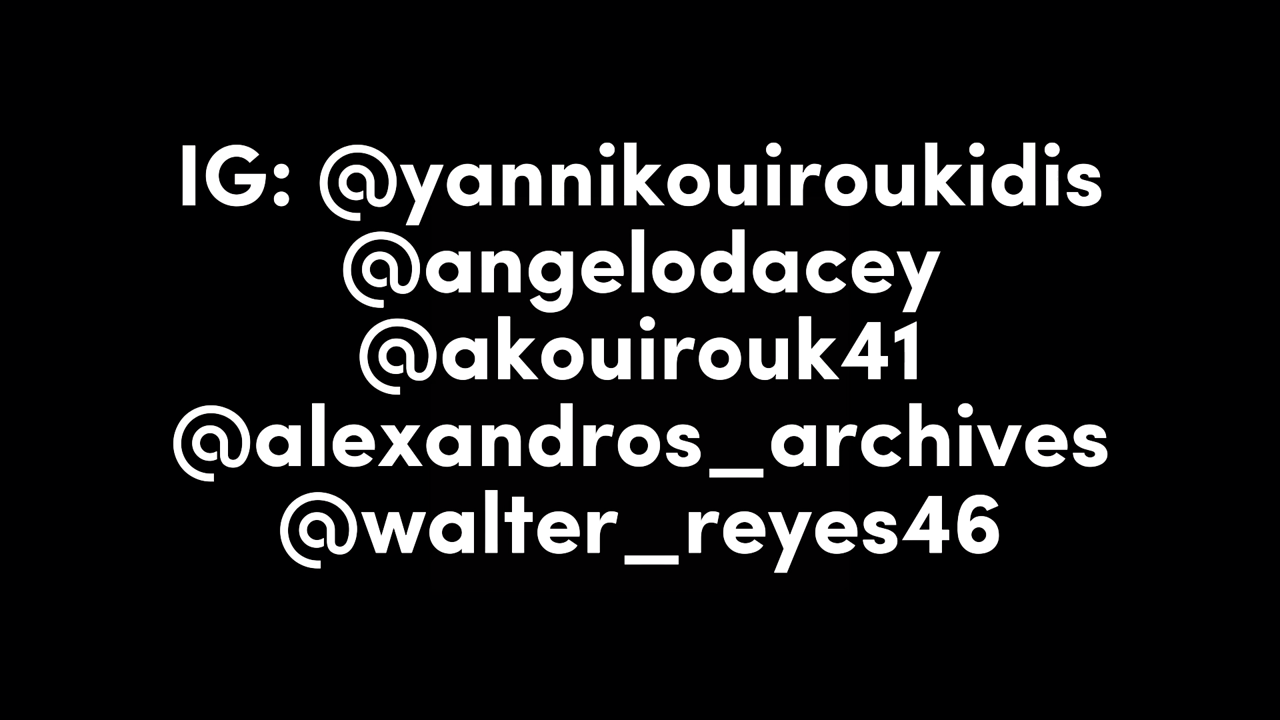 IG: @yannikouiroukidis
@angelodacey
@akouirouk41
@alexandros_archives
@walter_reyes46